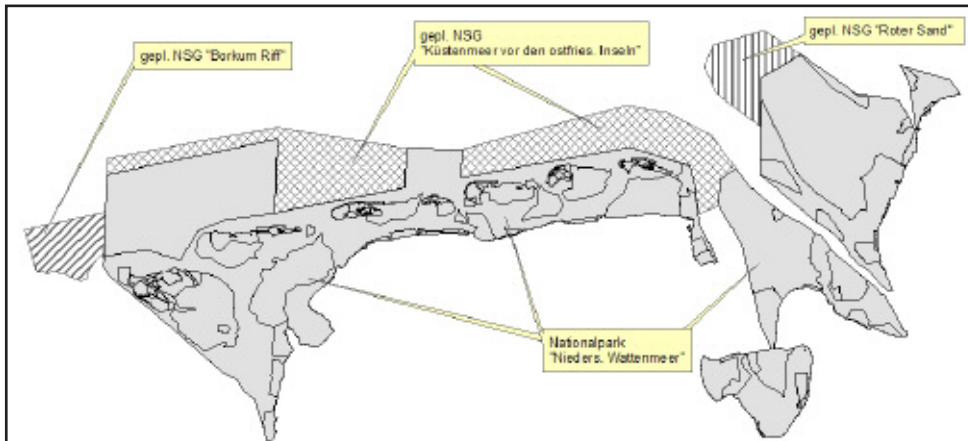 gepl. NSG "Borkum Riff"
gepl. NSG
"Küstenmeer vor den ostfries. Inseln"
gepl. NSG "Roter Sand"
Nationalpark
"Nieders. Wattenmeer"